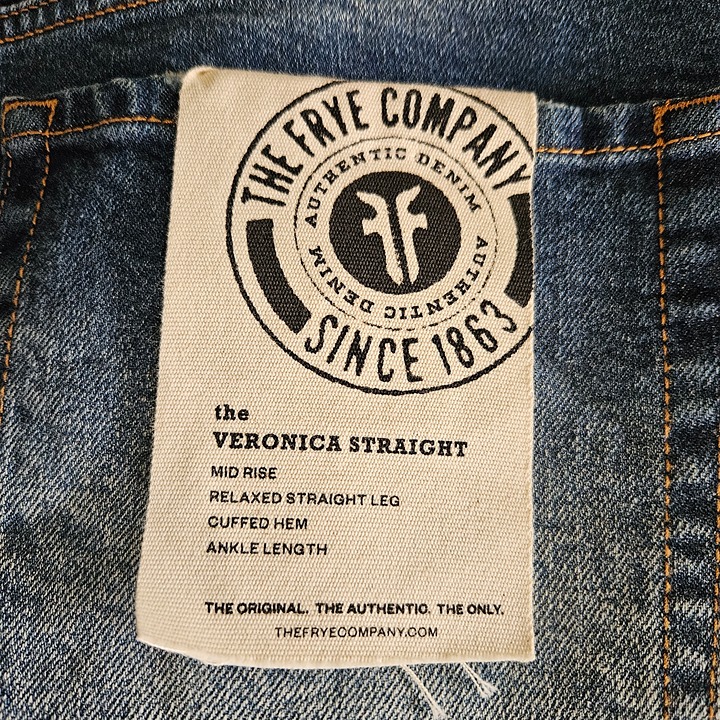 THE FRYE COMPANY
AUTHENTIC DENIM
AUTHENTIC DENIM
SINCE 1863
the
VERONICA STRAIGHT
MID RISE
RELAXED STRAIGHT LEG
CUFFED HEM
ANKLE LENGTH
THE ORIGINAL. THE AUTHENTIC. THE ONLY.
THEFRYECOMPANY.COM